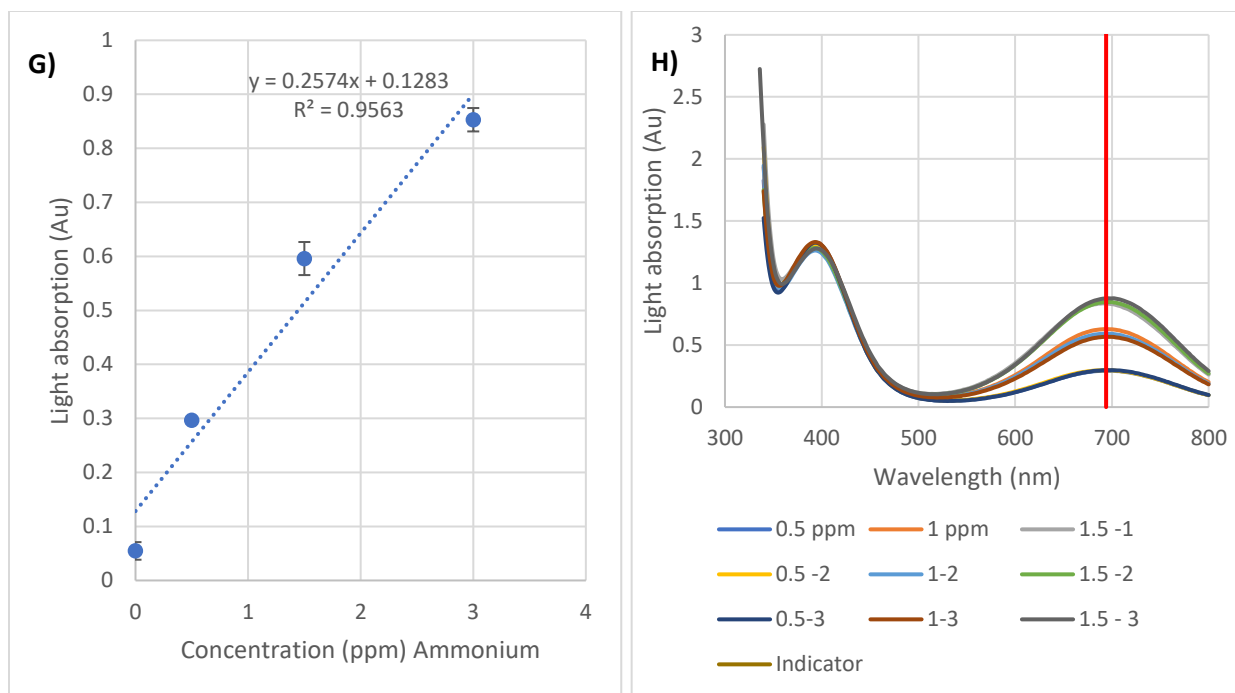 G)
y = 0.2574x + 0.1283
R² = 0.9563
Light absorption (Au)
1
0.9
0.8
0.7
0.6
0.5
0.4
0.3
0.2
0.1
0
0 1 2 3 4
Concentration (ppm) Ammonium
H)
Light absorption (Au)
3
2.5
2
1.5
1
0.5
0
300 400 500 600 700 800
Wavelength (nm)
0.5 ppm 1 ppm 1.5 -1
0.5 -2 1-2 1.5 -2
0.5-3 1-3 1.5 - 3
Indicator